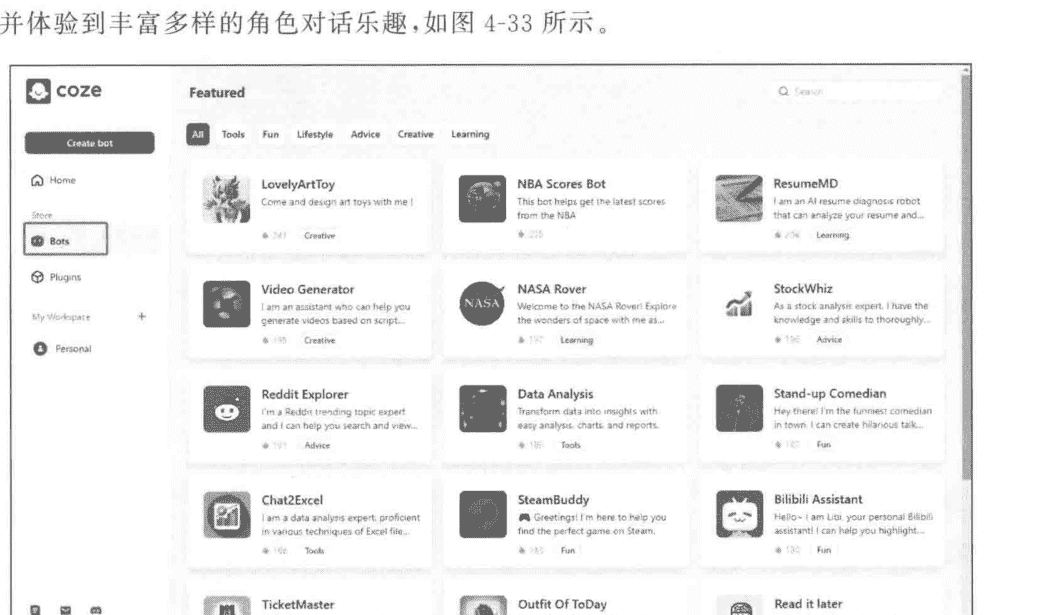 并体验到丰富多样的角色对话乐趣,如图 4-33 所示。
coze
Featured
Search
Create bot
All Tools Fun Lifestyle Advice Creative Learning
Home
Store
Bots
Plugins
My Workspace +
Personal
LovelyArtToy
Come and design art toys with me !
Creative
NBA Scores Bot
This bot helps get the latest scores
from the NBA
ResumeMD
I am an AI resume diagnosis robot
that can analyze your resume and...
Learning
Video Generator
I am an assistant who can help you
generate videos based on script...
Creative
NASA
NASA Rover
Welcome to the NASA Rover! Explore
the wonders of space with me as...
Learning
StockWhiz
As a stock analysis expert, I have the
knowledge and skills to thoroughly...
Advice
Reddit Explorer
I'm a Reddit trending topic expert
and I can help you search and view...
Advice
Data Analysis
Transform data into insights with
easy analysis, charts, and reports.
Tools
Stand-up Comedian
Hey there! I'm the funniest comedian
in town. I can create hilarious talk...
Fun
Chat2Excel
I am a data analysis expert, proficient
in various techniques of Excel file...
Tools
SteamBuddy
🎮 Greetings! I'm here to help you
find the perfect game on Steam.
Fun
Bilibili Assistant
Hello~ I am Libi, your personal Bilibili
assistant! I can help you highlight...
Fun
TicketMaster
Outfit Of ToDay
Read it later